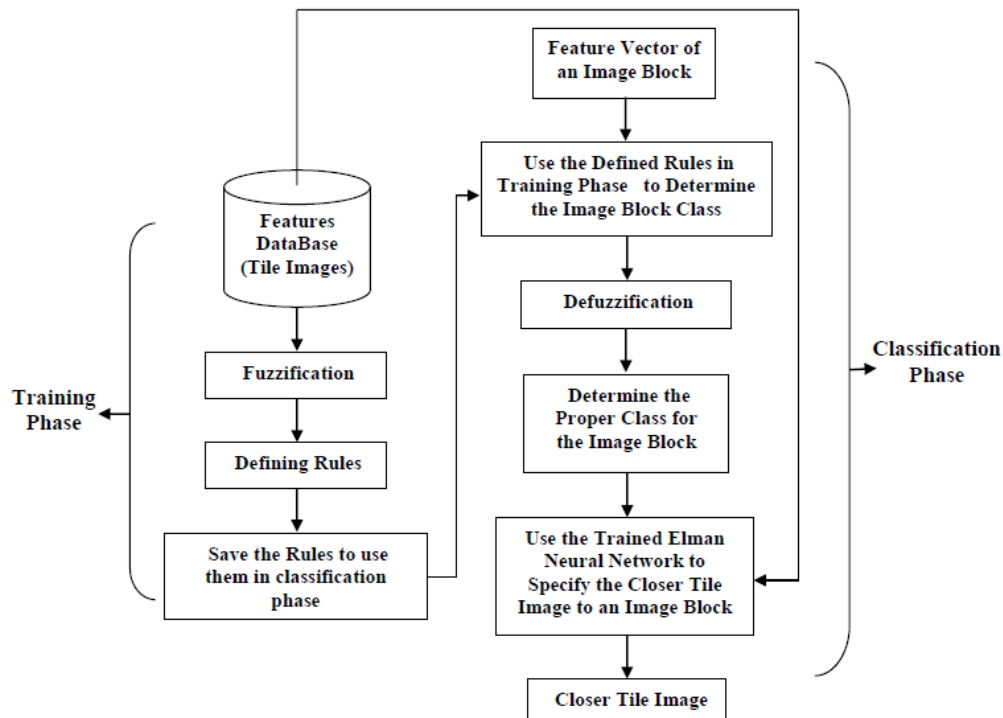 Feature Vector of
an Image Block
Use the Defined Rules in
Training Phase to Determine
the Image Block Class
Features
DataBase
(Tile Images)
Defuzzification
Classification
Phase
Fuzzification
Training
Phase
Determine the
Proper Class for
the Image Block
Defining Rules
Save the Rules to use
them in classification
phase
Use the Trained Elman
Neural Network to
Specify the Closer Tile
Image to an Image Block
Closer Tile Image